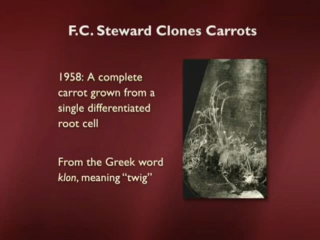 F.C. Steward Clones Carrots
1958: A complete
carrot grown from a
single differentiated
root cell
From the Greek word
klon, meaning “twig”